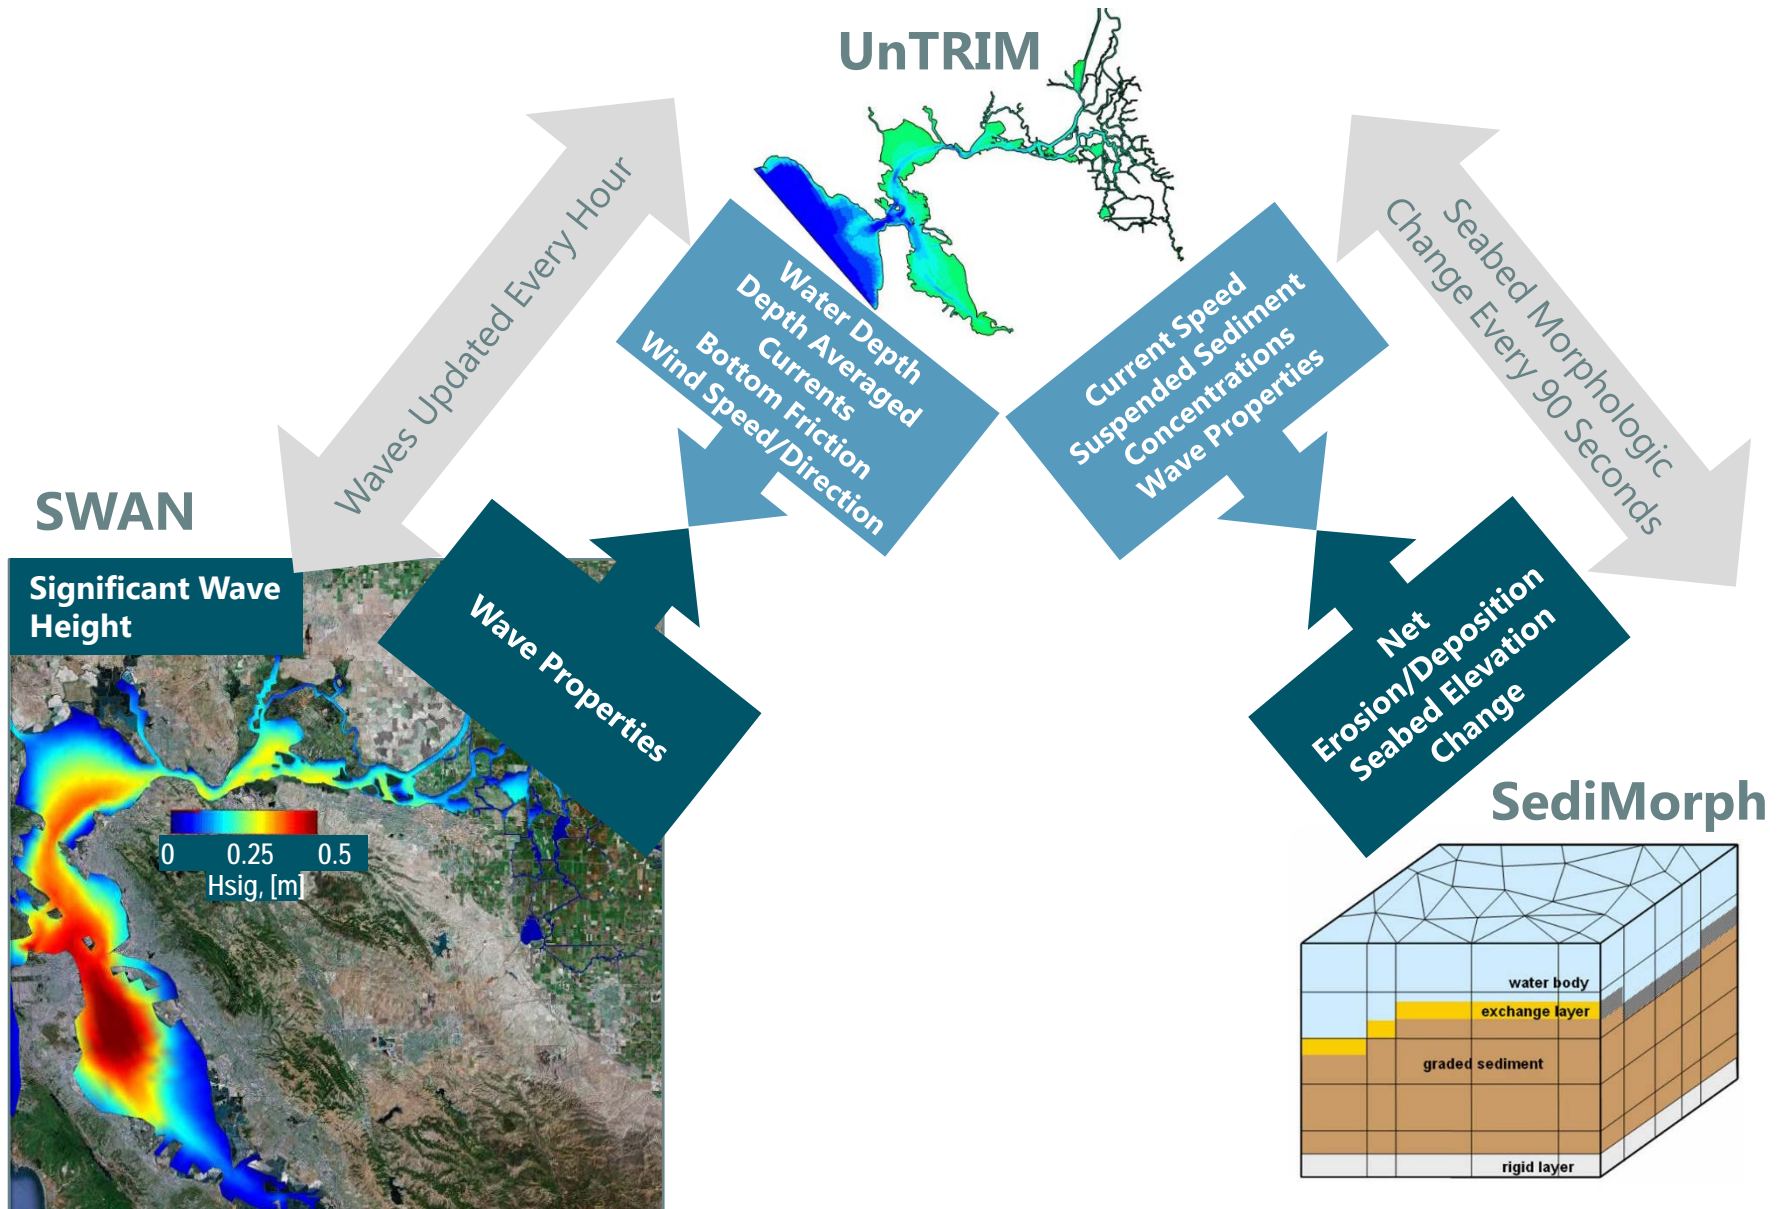 UnTRIM
Waves Updated Every Hour
Water Depth
Depth Averaged
Currents
Bottom Friction
Wind Speed/Direction
Current Speed
Suspended Sediment
Concentrations
Wave Properties
Seabed Morphologic
Change Every 90 Seconds
SWAN
Significant Wave
Height
Wave Properties
0 0.25 0.5
Hsig, [m]
Net
Erosion/Deposition
Seabed Elevation
Change
SediMorph
water body
exchange layer
graded sediment
rigid layer